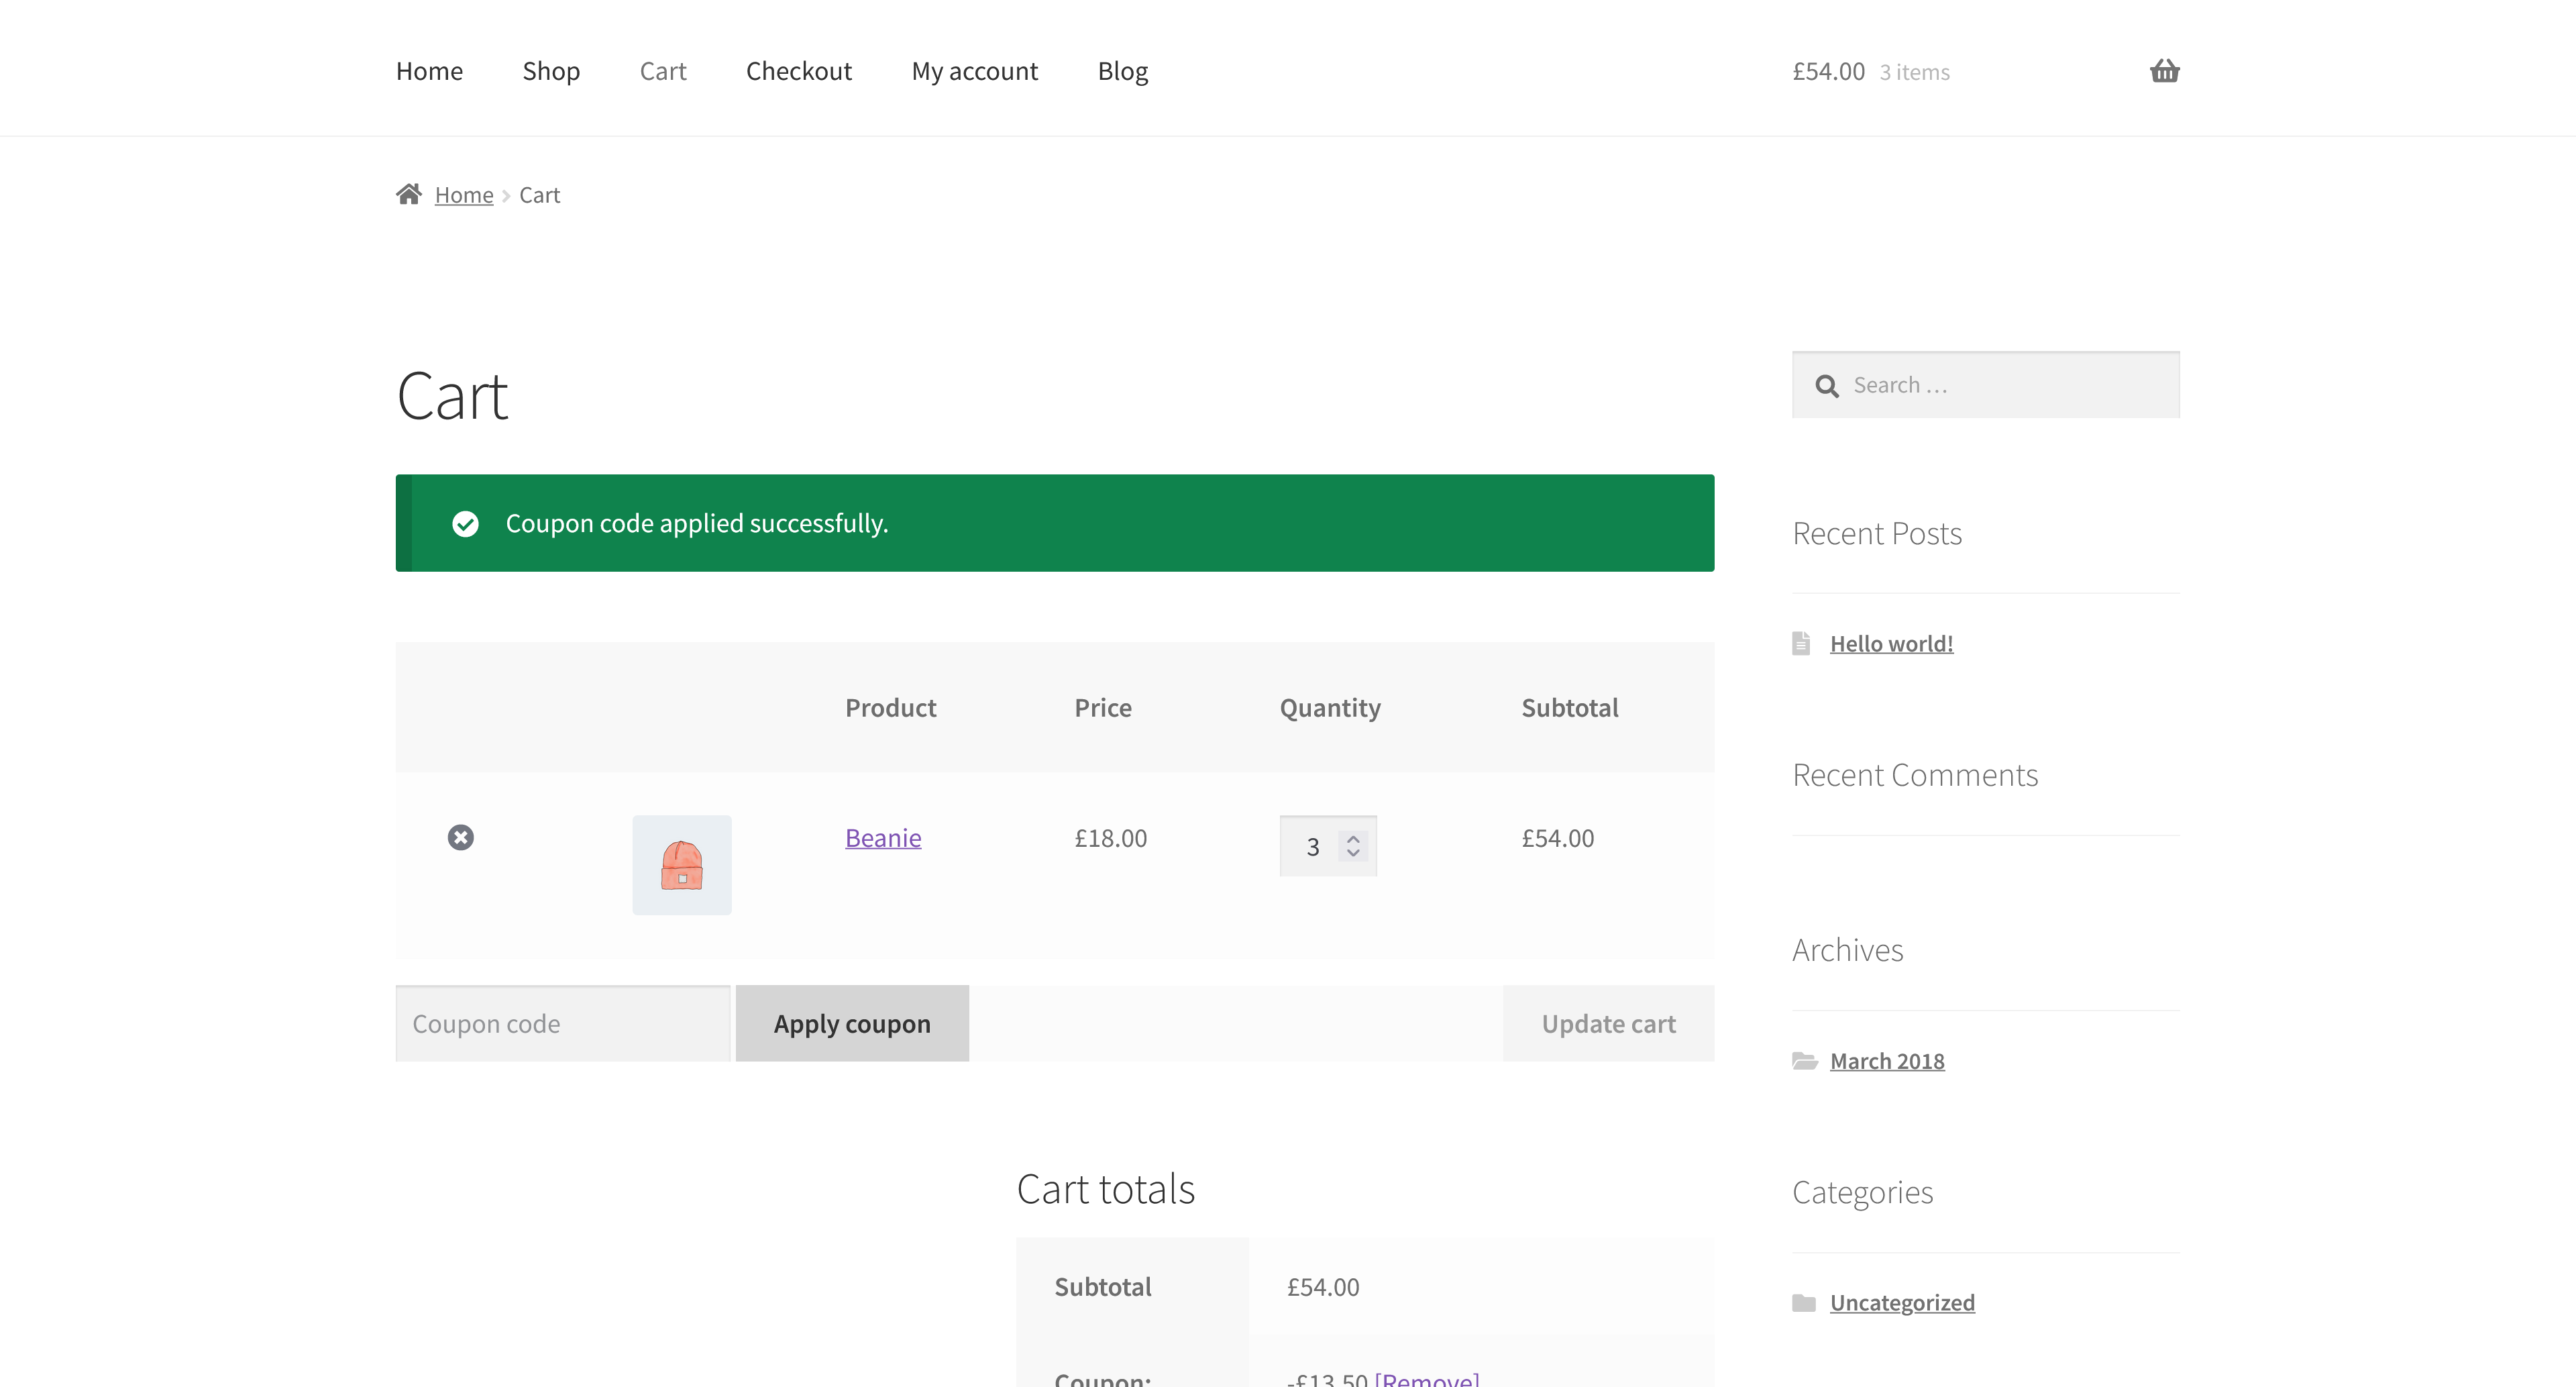 Home Shop Cart Checkout My account Blog £54.00 3 items
Home Cart
Cart
Search …
Coupon code applied successfully.
Recent Posts
Hello world!
Product Price Quantity Subtotal
Recent Comments
Beanie £18.00 3 £54.00
Archives
Coupon code Apply coupon Update cart
March 2018
Cart totals
Categories
Subtotal £54.00
Uncategorized
Coupon: -£13.50 [Remove]